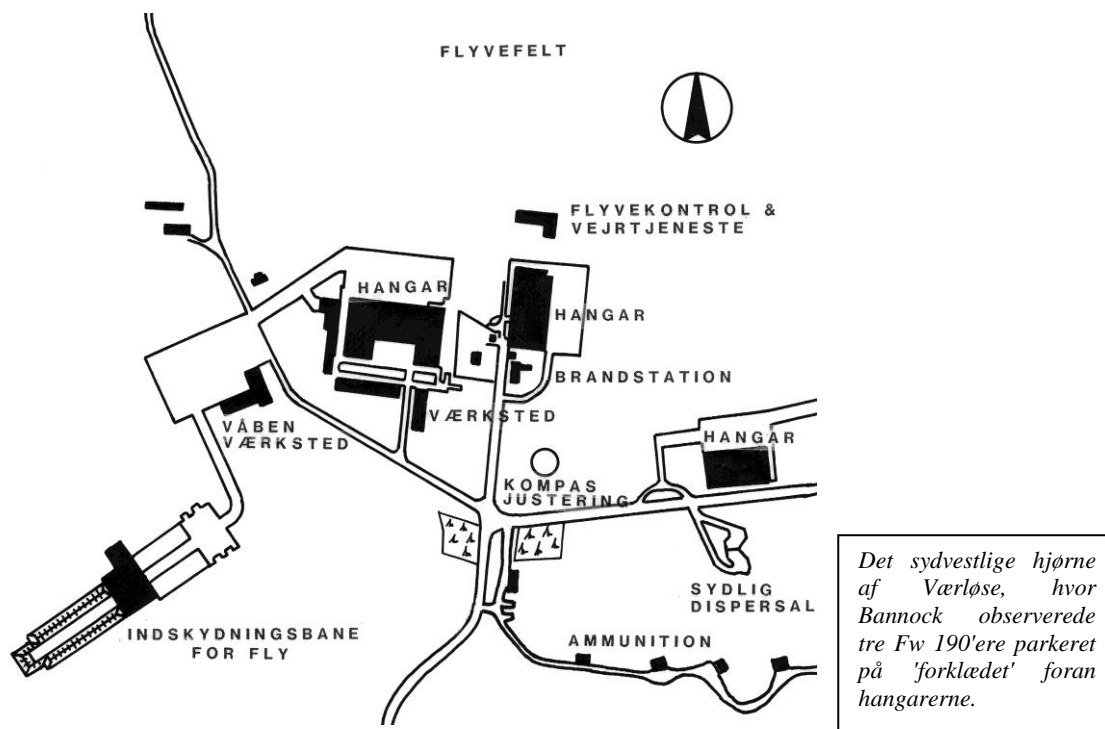 FLYVEFELT
FLYVEKONTROL &
VEJRTJENESTE
HANGAR
HANGAR
BRANDSTATION
VÆRKSTED
VÅBEN
VÆRKSTED
HANGAR
KOMPAS
JUSTERING
SYDLIG
DISPERSAL
INDSKYDNINGSBANE
FOR FLY
AMMUNITION
Det sydvestlige hjørne
af Værløse, hvor
Bannock observerede
tre Fw 190'ere parkeret
på 'forklædet' foran
hangarerne.